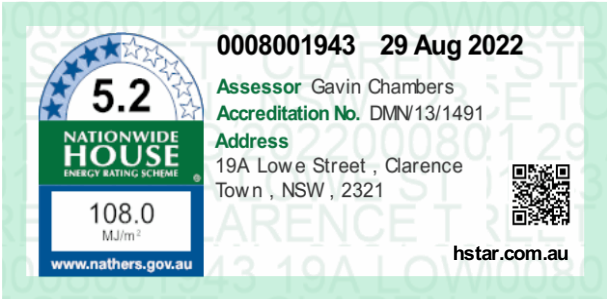 0008001943 29 Aug 2022
5.2
Assessor Gavin Chambers
Accreditation No. DMN/13/1491
Address
19A Lowe Street , Clarence
Town , NSW , 2321
NATIONWIDE
HOUSE
ENERGY RATING SCHEME
®
108.0
MJ/m²
www.nathers.gov.au
hstar.com.au